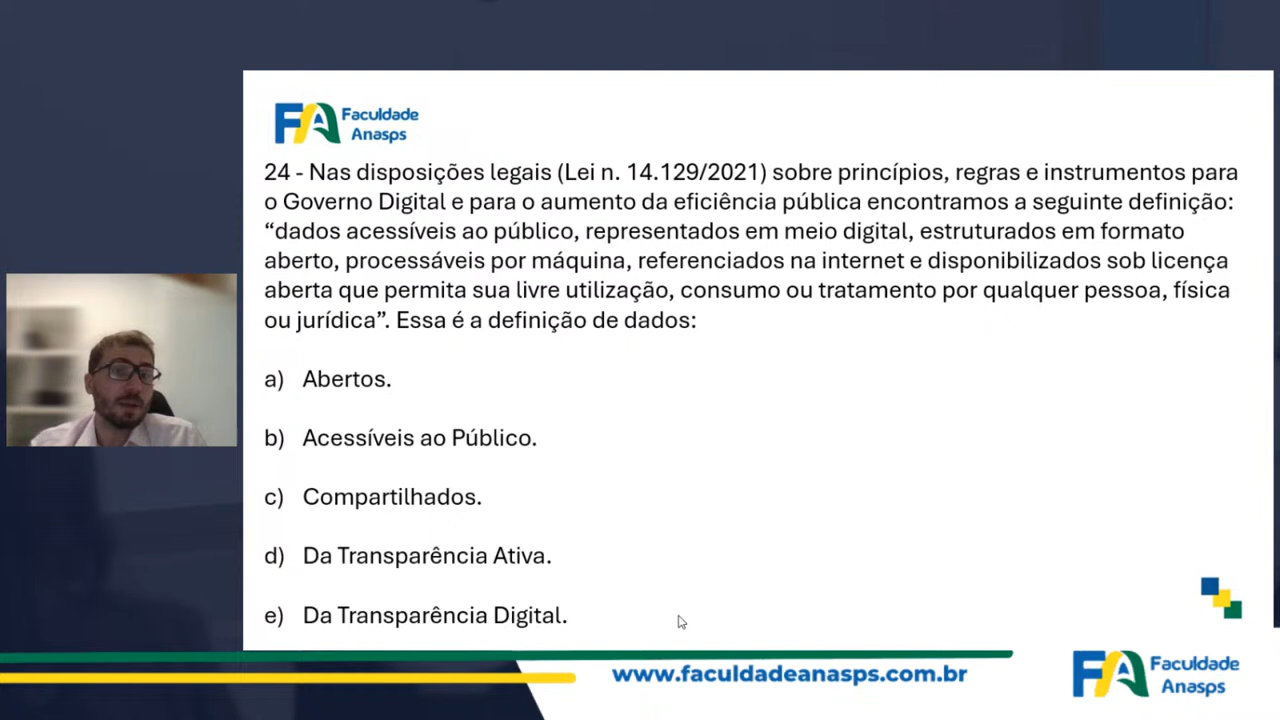 FA Faculdade
Anasps
24 - Nas disposições legais (Lei n. 14.129/2021) sobre princípios, regras e instrumentos para
o Governo Digital e para o aumento da eficiência pública encontramos a seguinte definição:
“dados acessíveis ao público, representados em meio digital, estruturados em formato
aberto, processáveis por máquina, referenciados na internet e disponibilizados sob licença
aberta que permita sua livre utilização, consumo ou tratamento por qualquer pessoa, física
ou jurídica”. Essa é a definição de dados:
a) Abertos.
b) Acessíveis ao Público.
c) Compartilhados.
d) Da Transparência Ativa.
e) Da Transparência Digital.
www.faculdadeanasps.com.br
FA Faculdade
Anasps